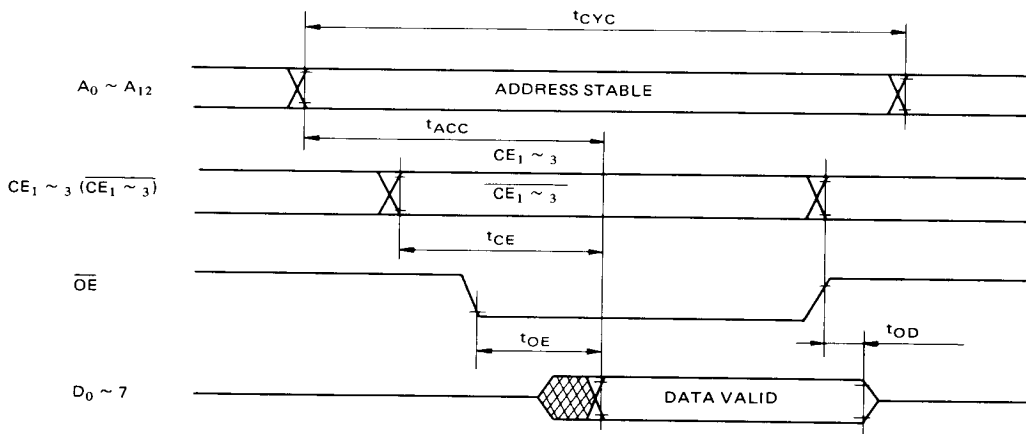 tCYC
A0 ~ A12
ADDRESS STABLE
tACC
CE1 ~ 3
CE1 ~ 3 (CE1 ~ 3)
CE1 ~ 3
tCE
OE
tOE
tOD
D0 ~ 7
DATA VALID